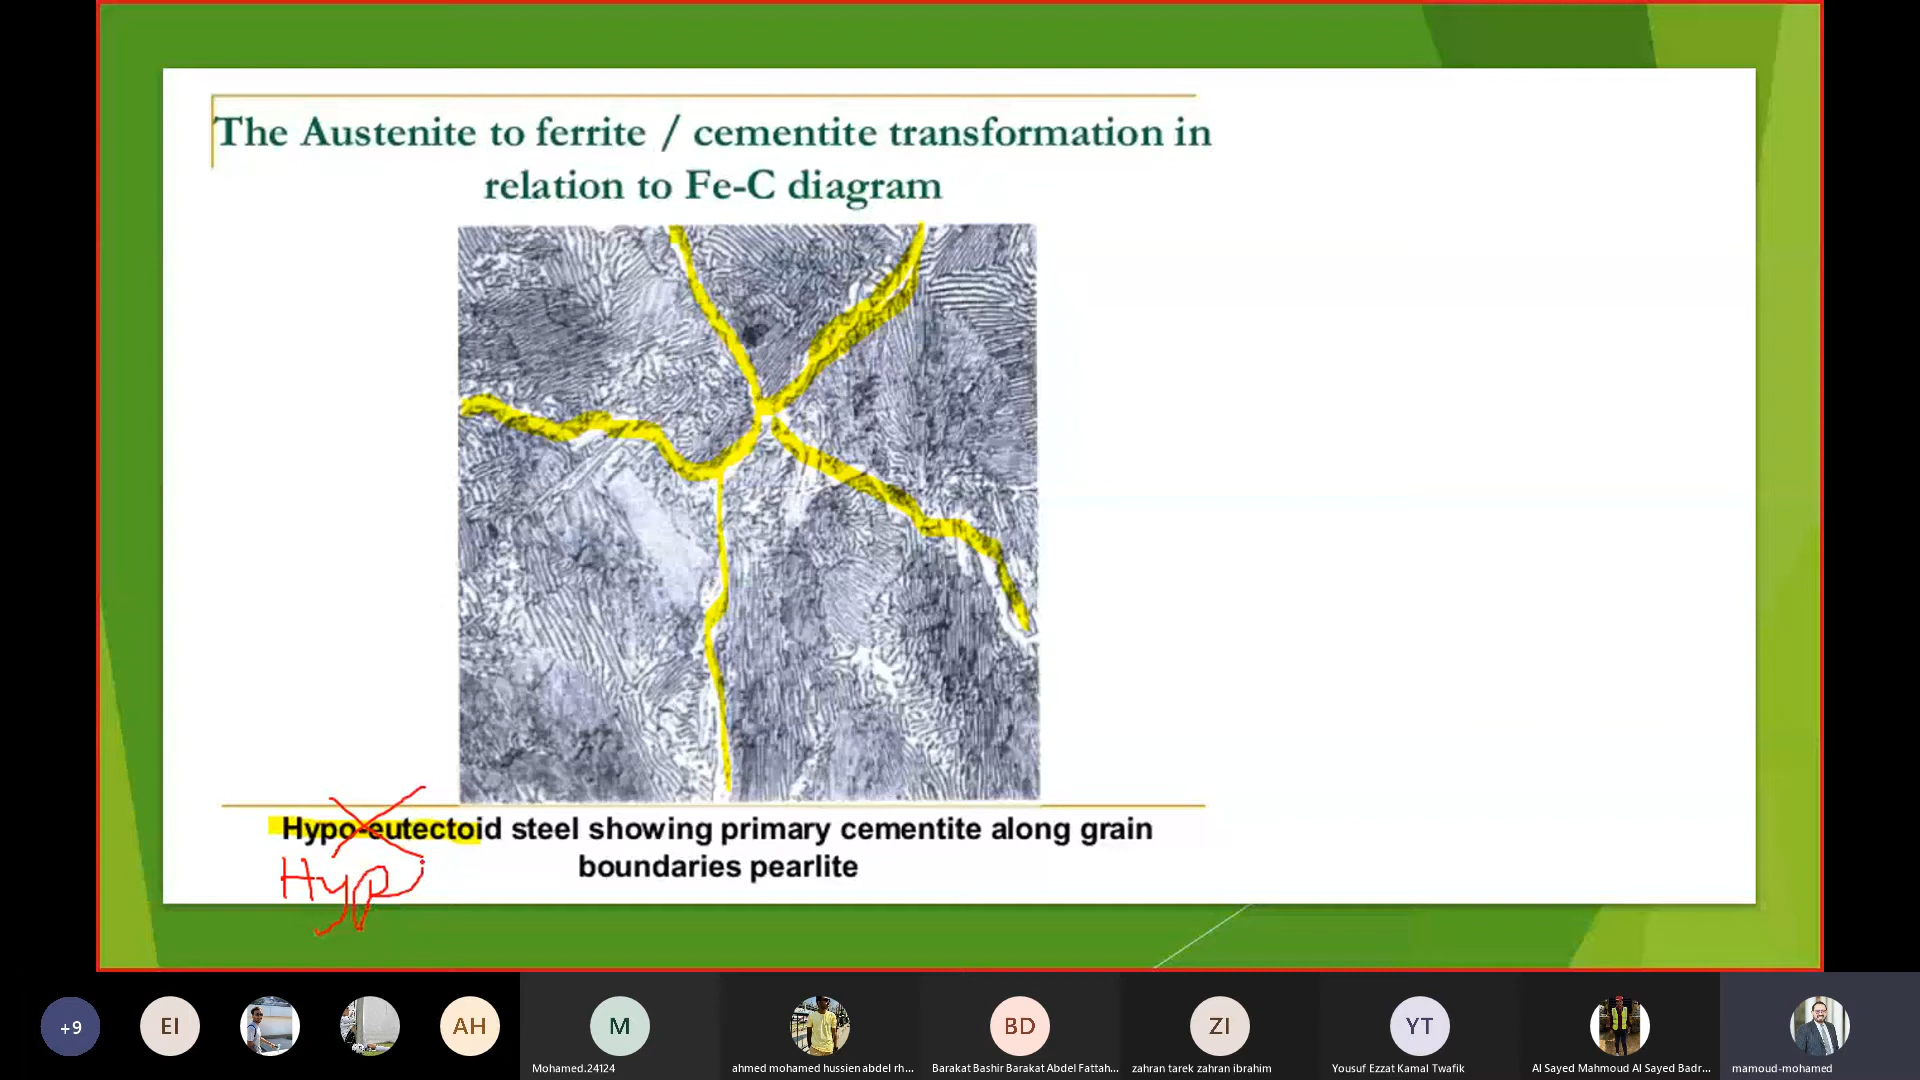 The Austenite to ferrite / cementite transformation in
relation to Fe-C diagram
Hypo-eutectoid steel showing primary cementite along grain
boundaries pearlite
Hyp
+9
EI
AH
M
BD
ZI
YT
Mohamed.24124
ahmed mohamed hussien abdel rh...
Barakat Bashir Barakat Abdel Fattah...
zahran tarek zahran ibrahim
Yousuf Ezzat Kamal Twafik
Al Sayed Mahmoud Al Sayed Badr...
mamoud-mohamed